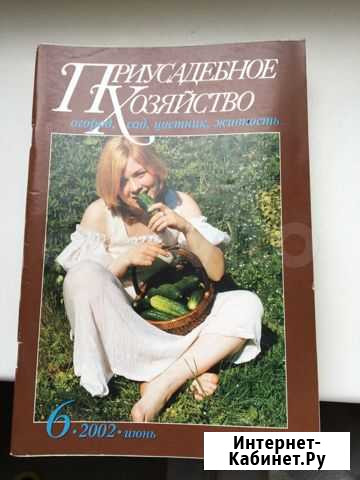 ПРИУСАДЕБНОЕ
ХОЗЯЙСТВО
огород, сад, цветник, живность
6 • 2002 • июнь
Интернет-
Кабинет.Ру